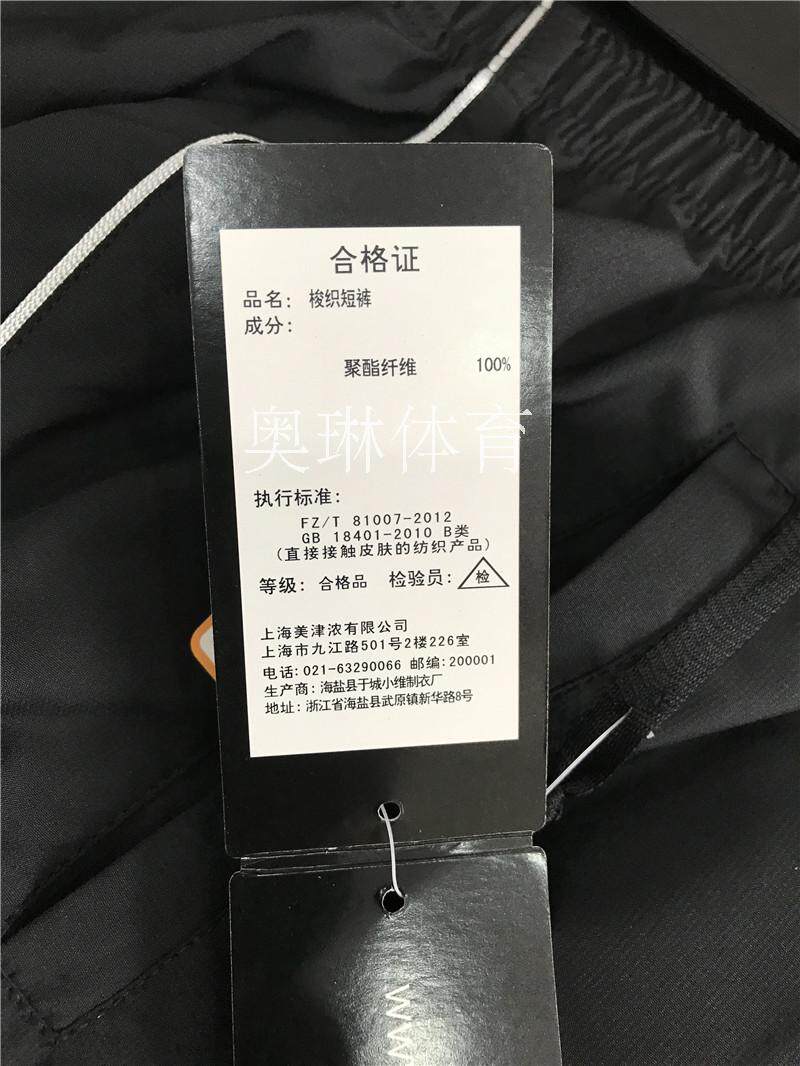 合格证
品名: 梭织短裤
成分:
聚酯纤维 100%
奥琳体育
执行标准:
FZ/T 81007-2012
GB 18401-2010 B类
(直接接触皮肤的纺织产品)
等级: 合格品 检验员: 检
上海美津浓有限公司
上海市九江路501号2楼226室
电话:021-63290066 邮编:200001
生产商:海盐县于城小维制衣厂
地址:浙江省海盐县武原镇新华路8号